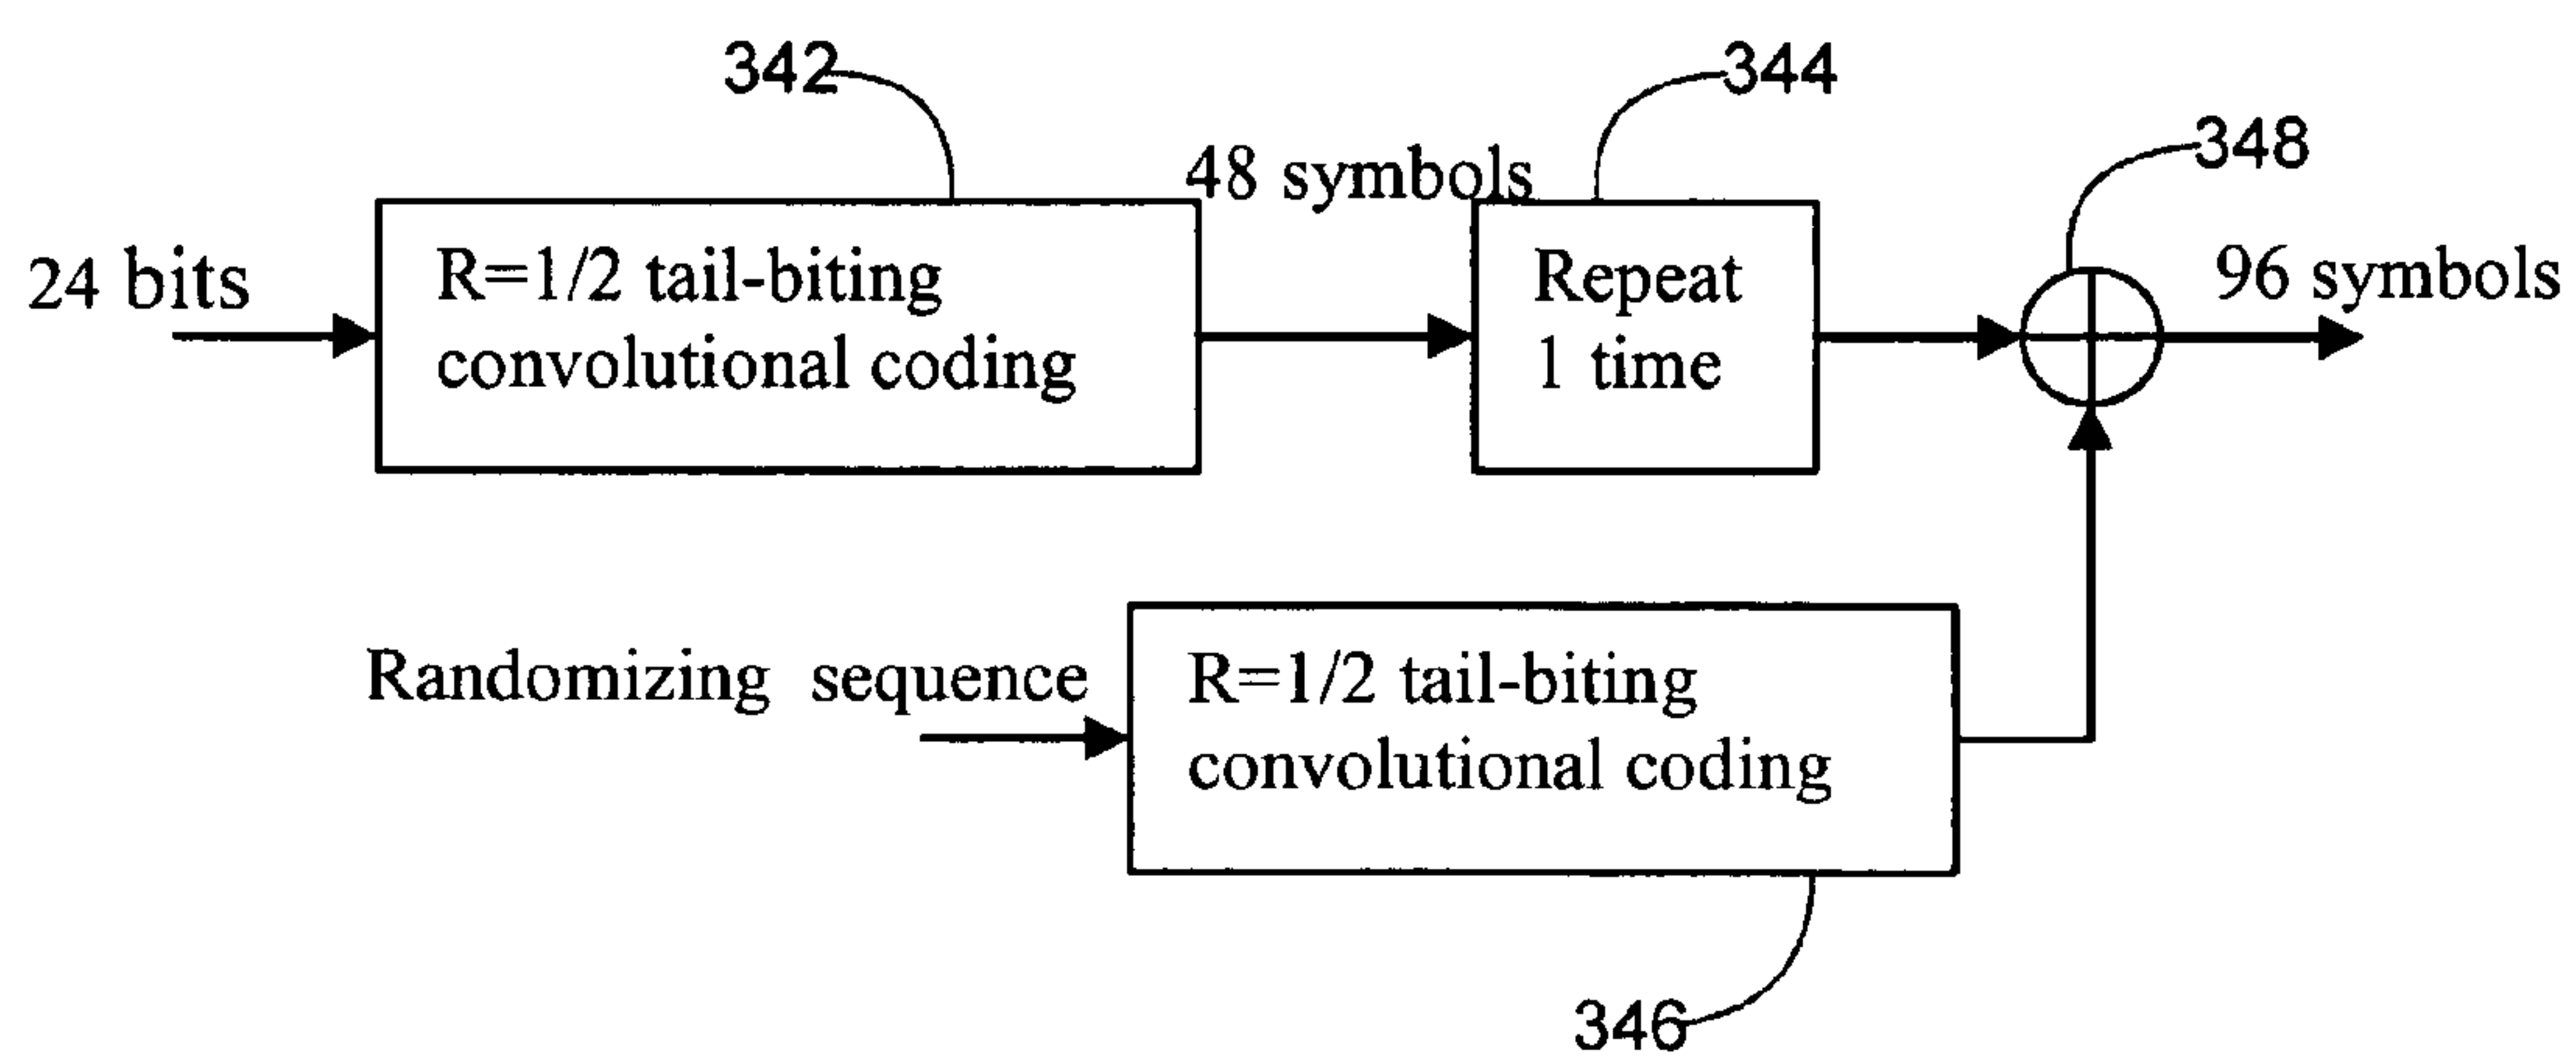 342
344
348
48 symbols
24 bits
R=1/2 tail-biting
convolutional coding
Repeat
1 time
96 symbols
Randomizing sequence
R=1/2 tail-biting
convolutional coding
346